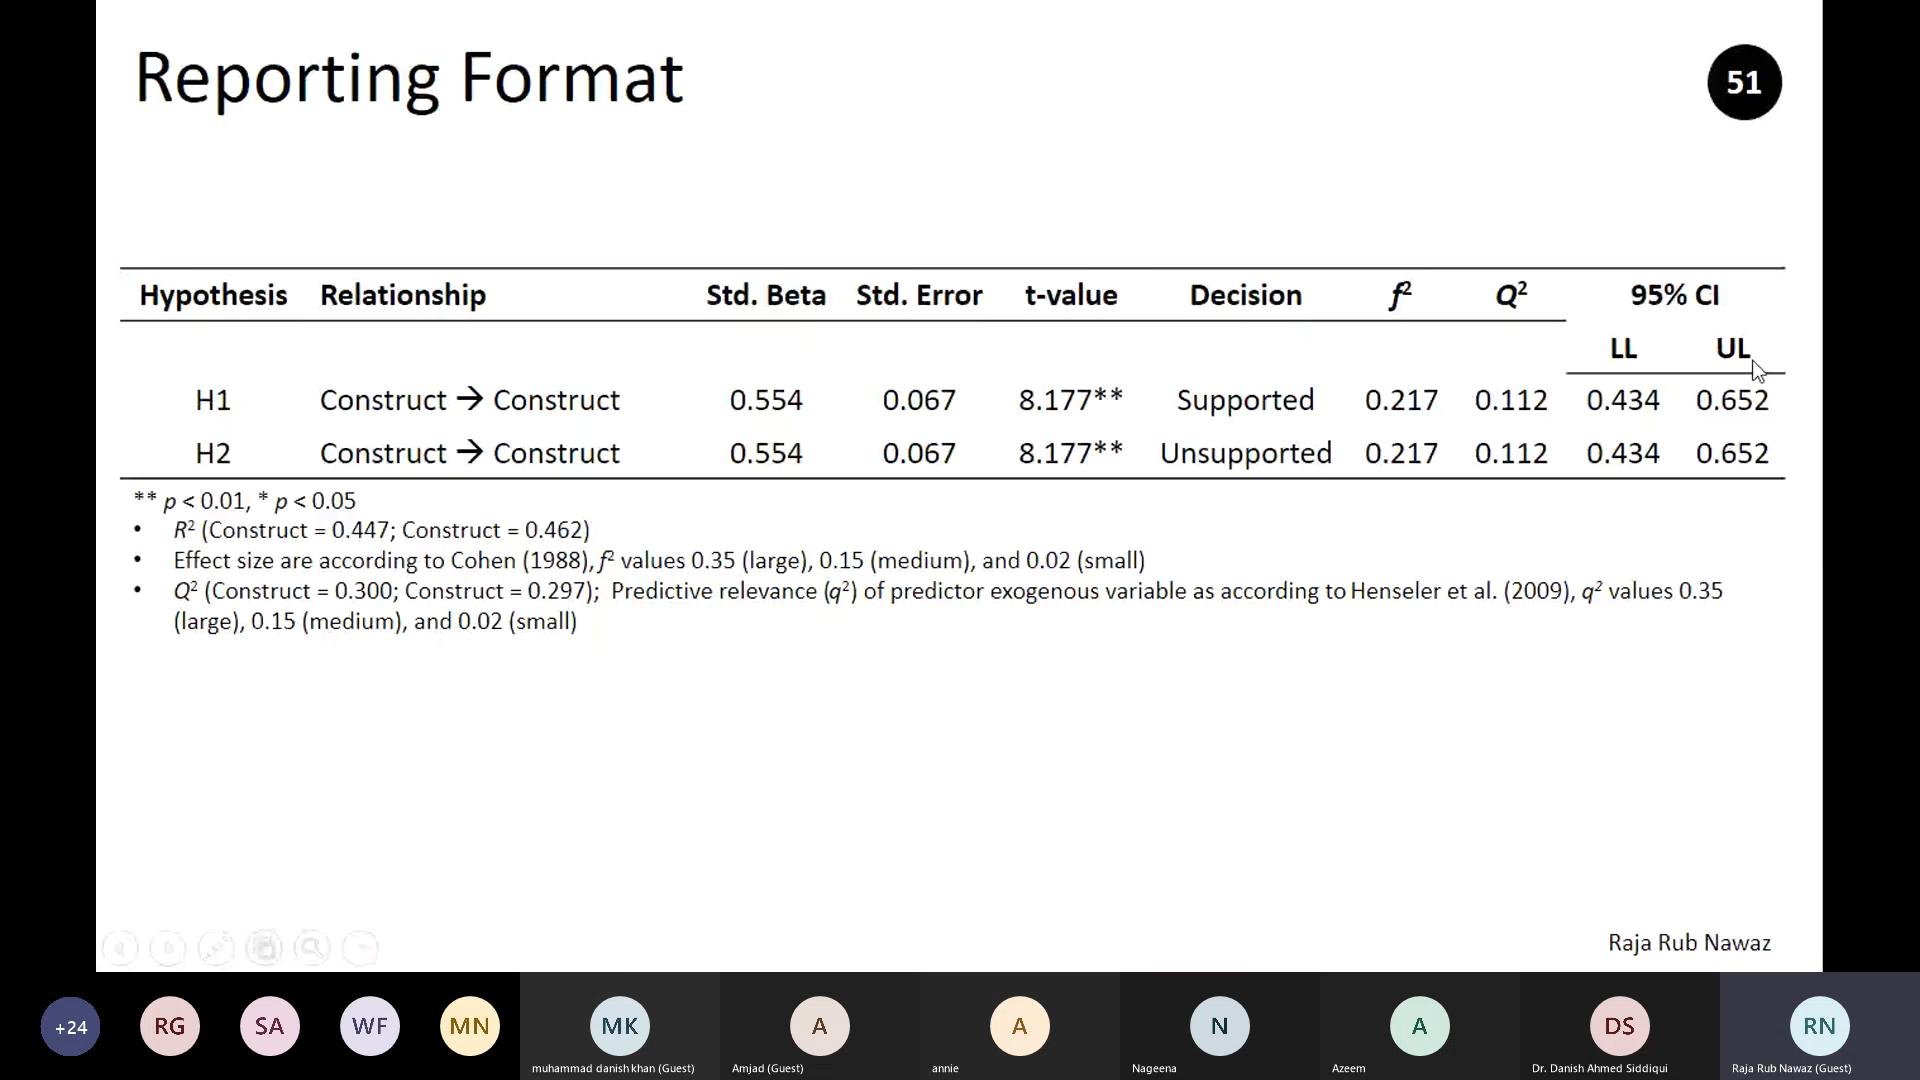 Reporting Format
51
Hypothesis Relationship Std. Beta Std. Error t-value Decision f² Q² 95% CI
LL UL
H1 Construct → Construct 0.554 0.067 8.177** Supported 0.217 0.112 0.434 0.652
H2 Construct → Construct 0.554 0.067 8.177** Unsupported 0.217 0.112 0.434 0.652
** p < 0.01, * p < 0.05
• R² (Construct = 0.447; Construct = 0.462)
• Effect size are according to Cohen (1988), f² values 0.35 (large), 0.15 (medium), and 0.02 (small)
• Q² (Construct = 0.300; Construct = 0.297); Predictive relevance (q²) of predictor exogenous variable as according to Henseler et al. (2009), q² values 0.35
(large), 0.15 (medium), and 0.02 (small)
Raja Rub Nawaz
+24 RG SA WF MN MK A A N A DS RN
muhammad danish khan (Guest) Amjad (Guest) annie Nageena Azeem Dr. Danish Ahmed Siddiqui Raja Rub Nawaz (Guest)